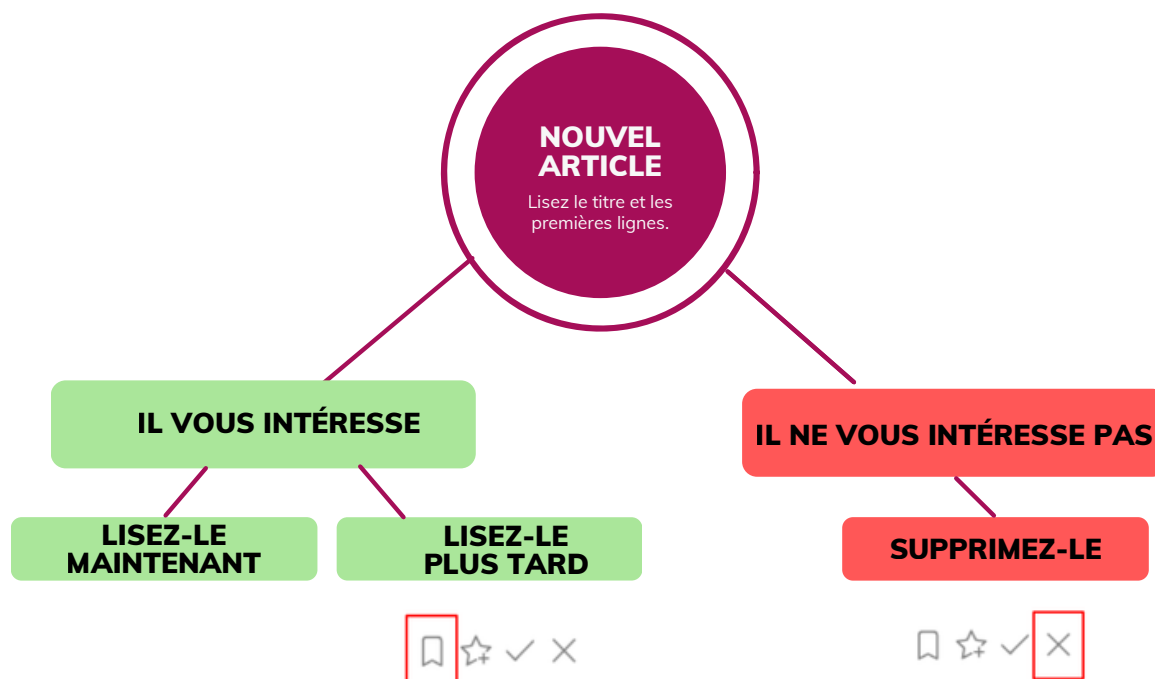 NOUVEL
ARTICLE
Lisez le titre et les
premières lignes.
IL VOUS INTÉRESSE
IL NE VOUS INTÉRESSE PAS
LISEZ-LE
MAINTENANT
LISEZ-LE
PLUS TARD
SUPPRIMEZ-LE